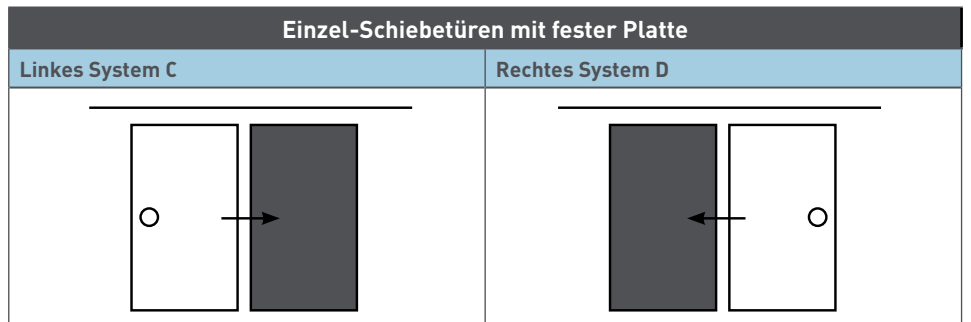 Einzel-Schiebetüren mit fester Platte
Linkes System C
Rechtes System D